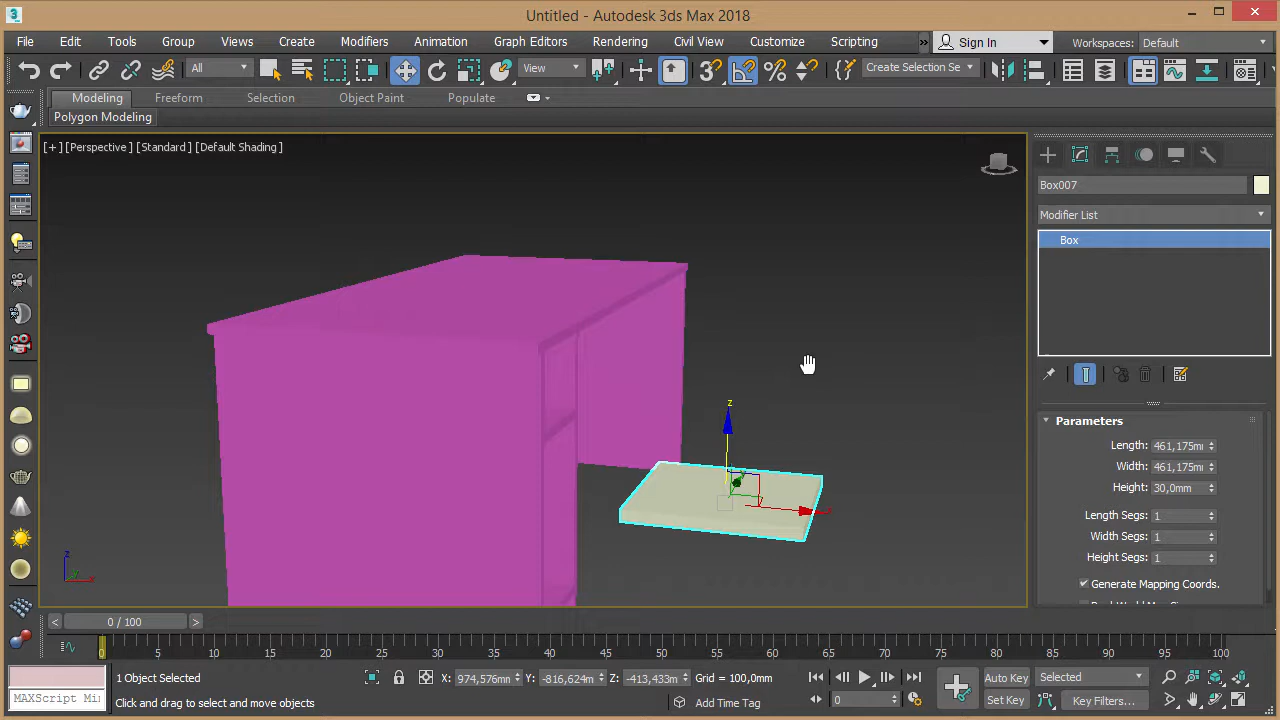 Untitled - Autodesk 3ds Max 2018
File Edit Tools Group Views Create Modifiers Animation Graph Editors Rendering Civil View Customize Scripting » Sign In Workspaces: Default
All View Create Selection Se
Modeling Freeform Selection Object Paint Populate
Polygon Modeling
[+] [Perspective ] [Standard ] [Default Shading ]
Box007
Modifier List
Box
Parameters
Length: 461,175m
Width: 461,175m
Height: 30,0mm
Length Segs: 1
Width Segs: 1
Height Segs: 1
Generate Mapping Coords.
z
z
x
< 0 / 100 >
0 5 10 15 20 25 30 35 40 45 50 55 60 65 70 75 80 85 90 95 100
1 Object Selected X: 974,576mm Y: -816,624m Z: -413,433m Grid = 100,0mm Auto Key Selected
MAXScript Mi Click and drag to select and move objects Add Time Tag 0 Set Key Key Filters...